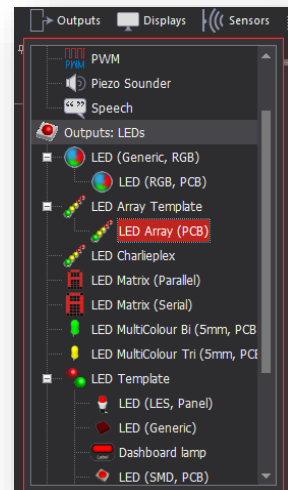 Outputs Displays Sensors
PWM
Piezo Sounder
Speech
Outputs: LEDs
LED (Generic, RGB)
LED (RGB, PCB)
LED Array Template
LED Array (PCB)
LED Charlieplex
LED Matrix (Parallel)
LED Matrix (Serial)
LED MultiColour Bi (5mm, PCB
LED MultiColour Tri (5mm, PCE
LED Template
LED (LES, Panel)
LED (Generic)
Dashboard lamp
LED (SMD, PCB)